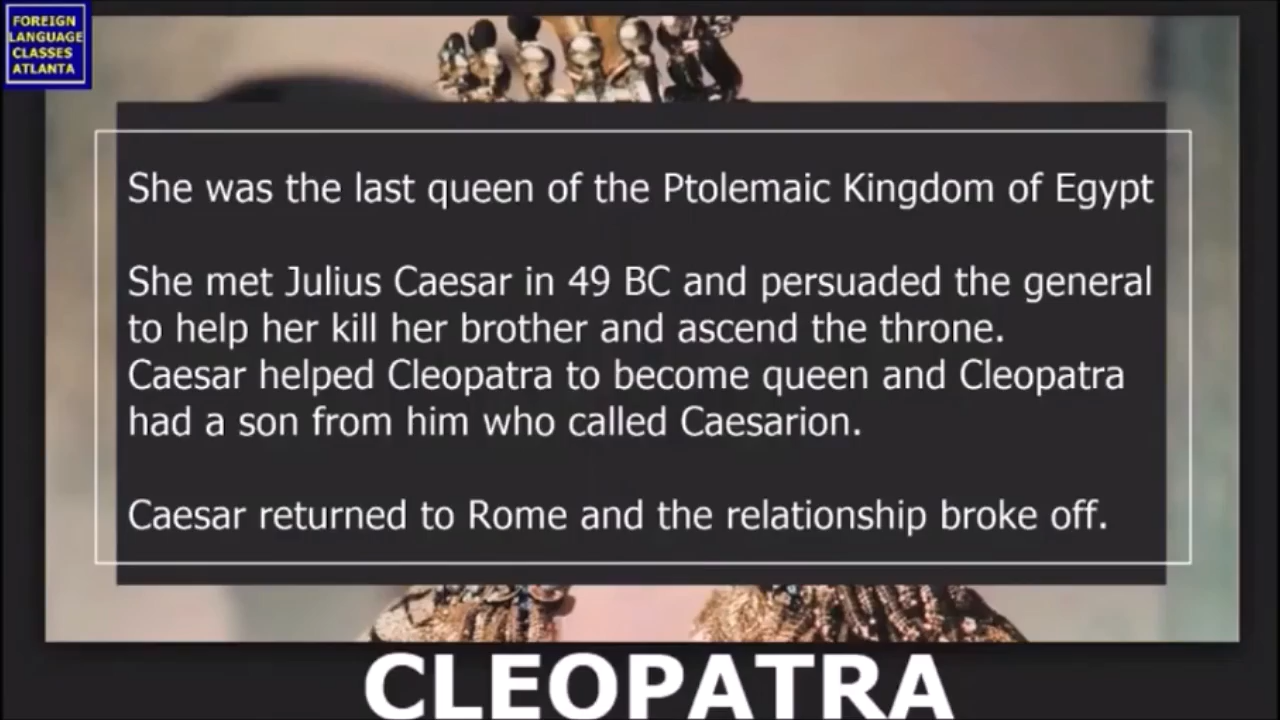 FOREIGN
LANGUAGE
CLASSES
ATLANTA
She was the last queen of the Ptolemaic Kingdom of Egypt
She met Julius Caesar in 49 BC and persuaded the general
to help her kill her brother and ascend the throne.
Caesar helped Cleopatra to become queen and Cleopatra
had a son from him who called Caesarion.
Caesar returned to Rome and the relationship broke off.
CLEOPATRA